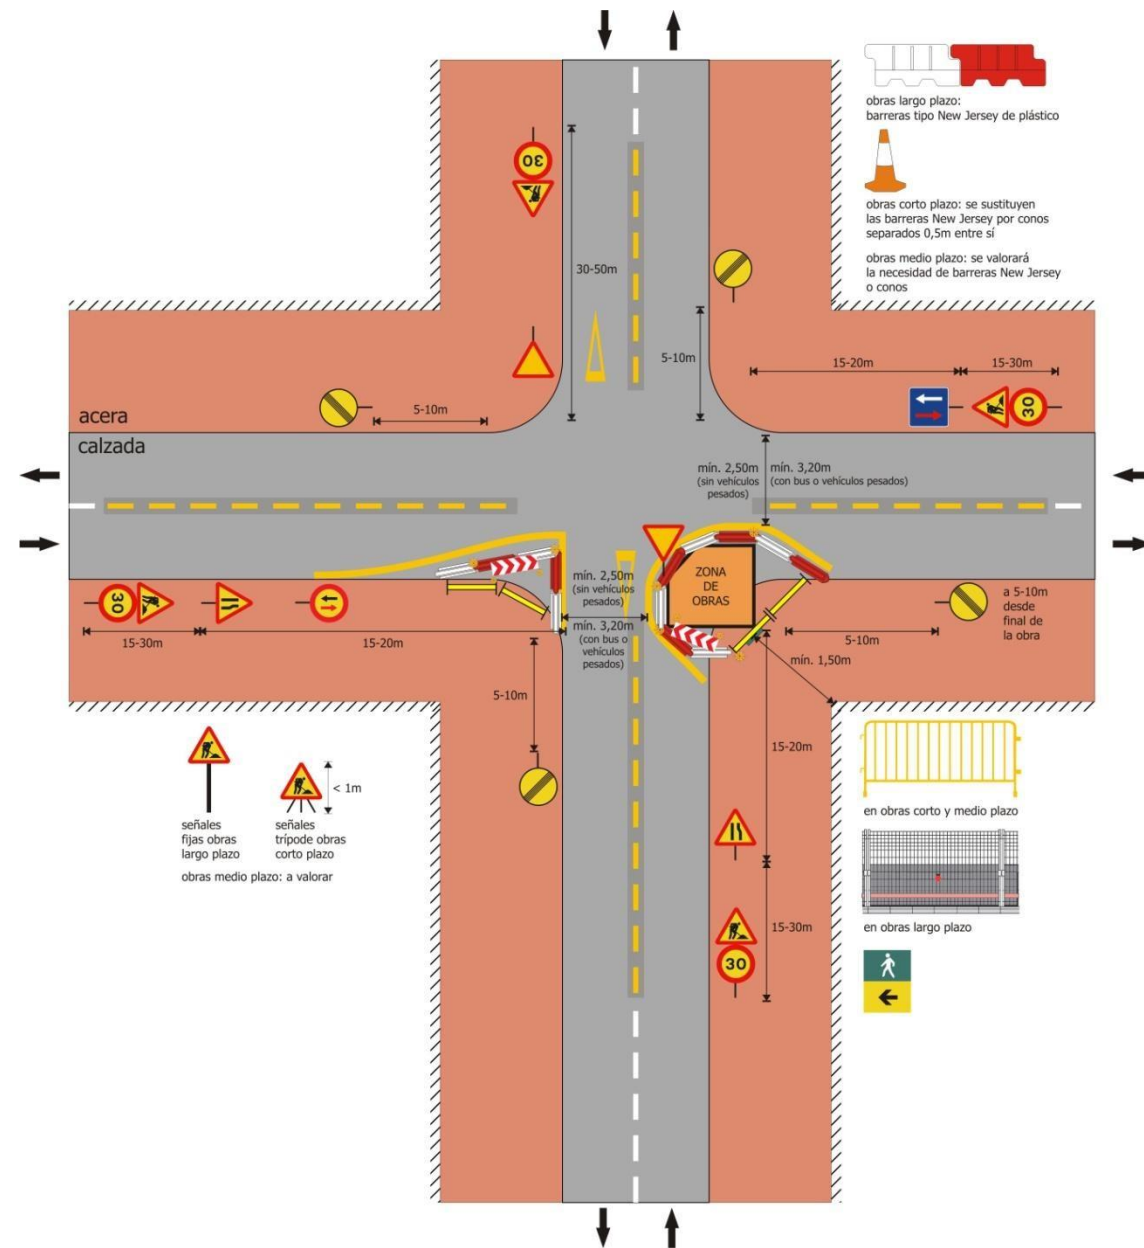 obras largo plazo:
barreras tipo New Jersey de plástico
30
obras corto plazo: se sustituyen
las barreras New Jersey por conos
separados 0,5m entre sí
obras medio plazo: se valorará
la necesidad de barreras New Jersey
o conos
30-50m
5-10m
15-20m
15-30m
30
5-10m
acera
calzada
mín. 2,50m
(sin vehículos
pesados)
mín. 3,20m
(con bus o vehículos pesados)
mín. 2,50m
(sin vehículos
pesados)
mín. 3,20m
(con bus o
vehículos
pesados)
ZONA
DE
OBRAS
30
15-30m
15-20m
a 5-10m
desde
final de
la obra
5-10m
mín. 1,50m
5-10m
15-20m
15-30m
30
< 1m
señales
fijas obras
largo plazo
señales
trípode obras
corto plazo
obras medio plazo: a valorar
en obras corto y medio plazo
en obras largo plazo